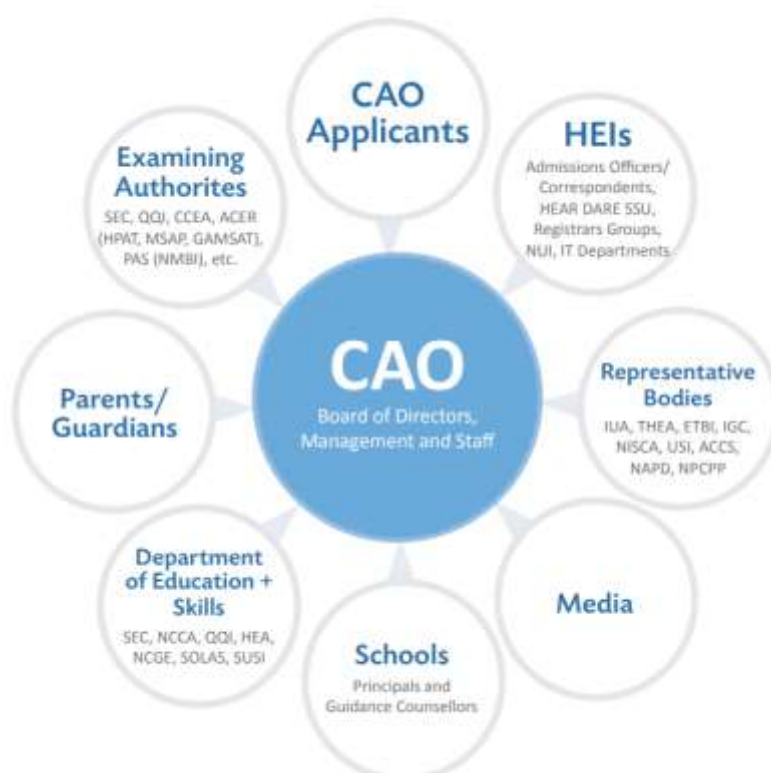 CAO
Applicants
HEIs
Admissions Officers/
Correspondents,
HEAR DARE SSU,
Registrars Groups,
NUI, IT Departments
Representative
Bodies
IUA, THEA, ETBI, IGC,
NISCA, USI, ACCS,
NAPD, NPCPP
Media
Schools
Principals and
Guidance Counsellors
Department
of Education +
Skills
SEC, NCCA, QQI, HEA,
NCGE, SOLAS, SUSI
Parents/
Guardians
Examining
Authorites
SEC, QQI, CCEA, ACER
(HPAT, MSAP, GAMSAT),
PAS (NMBI), etc.
CAO
Board of Directors,
Management and Staff